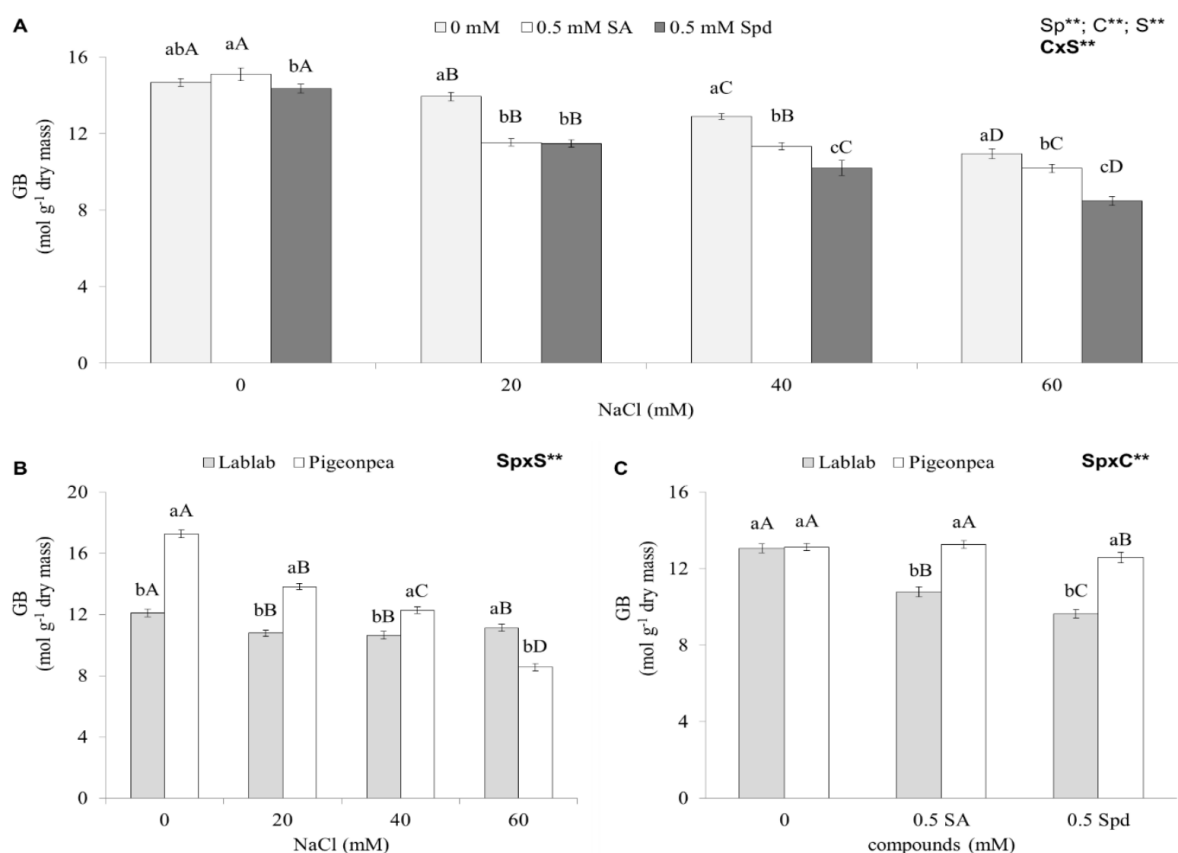 A
0 mM 0.5 mM SA 0.5 mM Spd
Sp**; C**; S**
CxS**
GB
(mol g-1 dry mass)
16
12
8
4
0
abA aA bA
aB bB bB
aC bB cC
aD bC cD
0 20 40 60
NaCl (mM)
B
Lablab Pigeonpea
SpxS**
GB
(mol g-1 dry mass)
20
16
12
8
4
0
bA aA
bB aB
bB aC
aB bD
0 20 40 60
NaCl (mM)
C
Lablab Pigeonpea
SpxC**
GB
(mol g-1 dry mass)
16
12
8
4
0
aA aA
bB aA
bC aB
0 0.5 SA 0.5 Spd
compounds (mM)